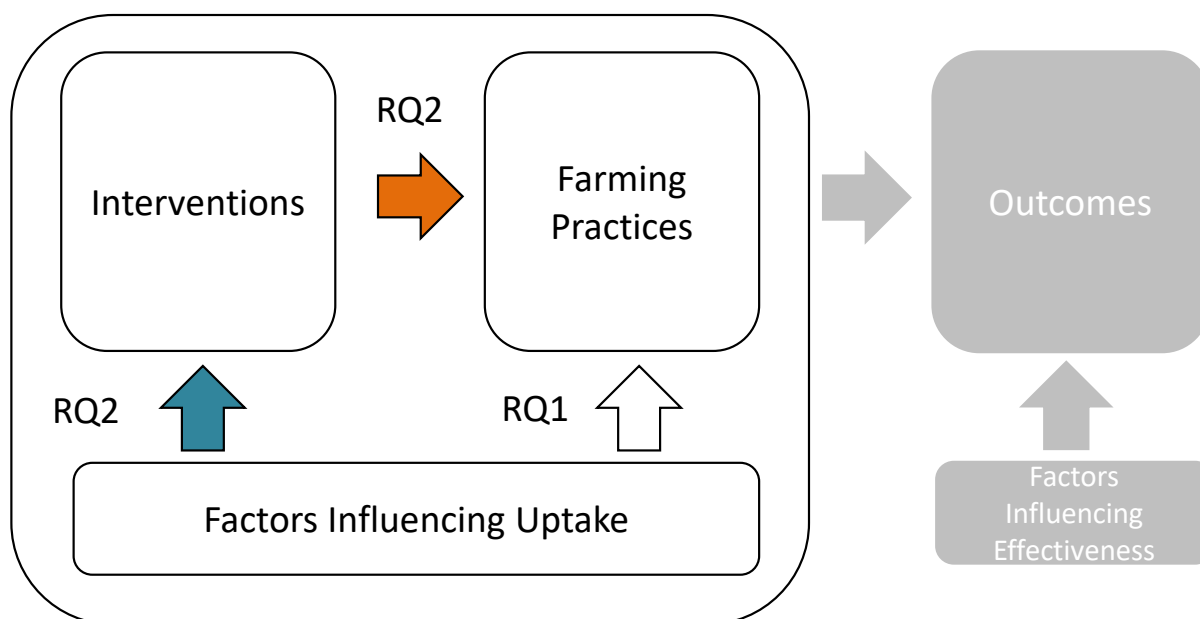 RQ2
Interventions
Farming
Practices
Outcomes
RQ2
RQ1
Factors Influencing Uptake
Factors
Influencing
Effectiveness